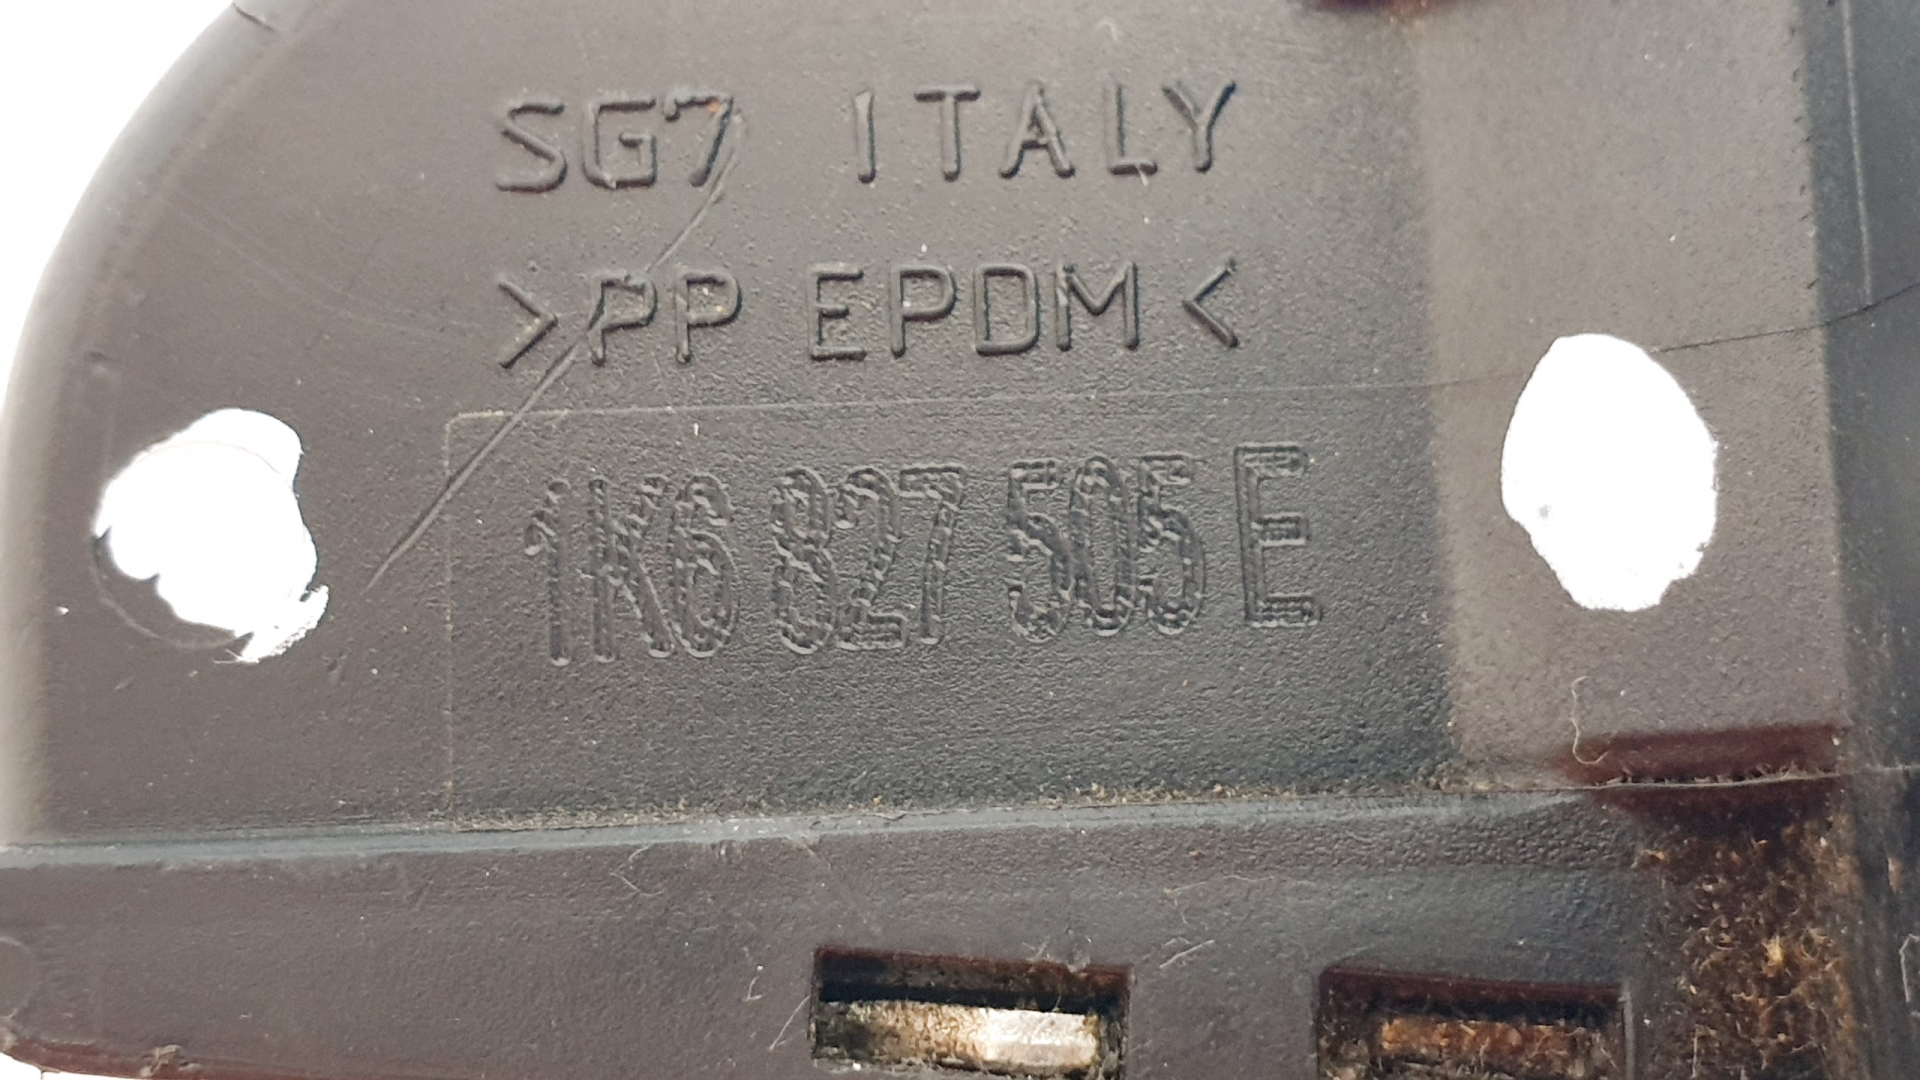 SG7 ITALY
>PP EPDM<
1K6 827 505 E